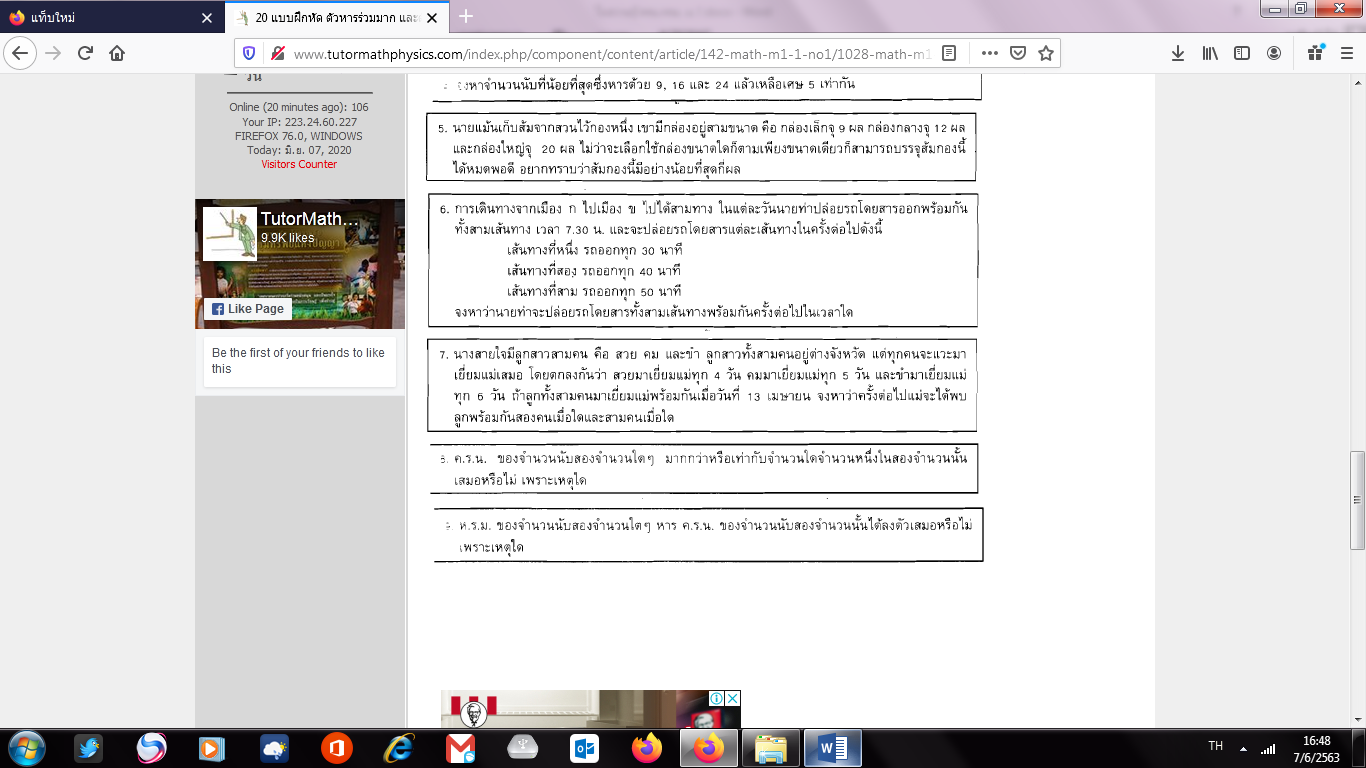 แท็บใหม่
20 แบบฝึกหัด ตัวหารร่วมมาก และ
www.tutormathphysics.com/index.php/component/content/article/142-math-m1-1-no1/1028-math-m1
วัน
Online (20 minutes ago): 106
Your IP: 223.24.60.227
FIREFOX 76.0, WINDOWS
Today: มิ.ย. 07, 2020
Visitors Counter
TutorMath...
9.9K likes
Like Page
Be the first of your friends to like
this
จงหาจำนวนนับที่น้อยที่สุดซึ่งหารด้วย 9, 16 และ 24 แล้วเหลือเศษ 5 เท่ากัน
5. นายแม้นเก็บส้มจากสวนไว้กองหนึ่ง เขามีกล่องอยู่สามขนาด คือ กล่องเล็กจุ 9 ผล กล่องกลางจุ 12 ผล
และกล่องใหญ่จุ 20 ผล ไม่ว่าจะเลือกใช้กล่องขนาดใดก็ตามเพียงขนาดเดียวก็สามารถบรรจุส้มกองนี้
ได้หมดพอดี อยากทราบว่าส้มกองนี้มีอย่างน้อยที่สุดกี่ผล
6. การเดินทางจากเมือง ก ไปเมือง ข ไปได้สามทาง ในแต่ละวันนายท่าปล่อยรถโดยสารออกพร้อมกัน
ทั้งสามเส้นทาง เวลา 7.30 น. และจะปล่อยรถโดยสารแต่ละเส้นทางในครั้งต่อไปดังนี้
เส้นทางที่หนึ่ง รถออกทุก 30 นาที
เส้นทางที่สอง รถออกทุก 40 นาที
เส้นทางที่สาม รถออกทุก 50 นาที
จงหาว่านายท่าจะปล่อยรถโดยสารทั้งสามเส้นทางพร้อมกันครั้งต่อไปในเวลาใด
7. นางสายใจมีลูกสาวสามคน คือ สวย คม และขำ ลูกสาวทั้งสามคนอยู่ต่างจังหวัด แต่ทุกคนจะแวะมา
เยี่ยมแม่เสมอ โดยตกลงกันว่า สวยมาเยี่ยมแม่ทุก 4 วัน คมมาเยี่ยมแม่ทุก 5 วัน และขำมาเยี่ยมแม่
ทุก 6 วัน ถ้าลูกทั้งสามคนมาเยี่ยมแม่พร้อมกันเมื่อวันที่ 13 เมษายน จงหาว่าครั้งต่อไปแม่จะได้พบ
ลูกพร้อมกันสองคนเมื่อใดและสามคนเมื่อใด
8. ค.ร.น. ของจำนวนนับสองจำนวนใดๆ มากกว่าหรือเท่ากับจำนวนใดจำนวนหนึ่งในสองจำนวนนั้น
เสมอหรือไม่ เพราะเหตุใด
ห.ร.ม. ของจำนวนนับสองจำนวนใดๆ หาร ค.ร.น. ของจำนวนนับสองจำนวนนั้นได้ลงตัวเสมอหรือไม่
เพราะเหตุใด
TH
16:48
7/6/2563